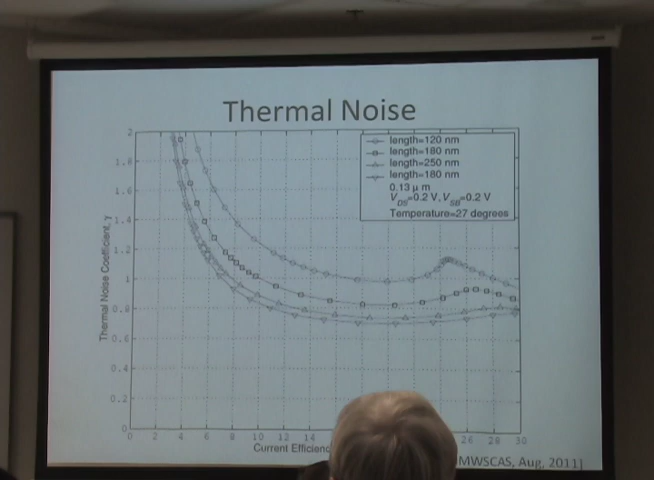 Thermal Noise
2
1.8
1.6
1.4
1.2
1
0.8
0.6
0.4
0.2
0
Thermal Noise Coefficient, γ
length=120 nm
length=180 nm
length=250 nm
length=180 nm
0.13 μ m
V_DS=0.2 V, V_SB=0.2 V
Temperature=27 degrees
0 2 4 6 8 10 12 14 26 28 30
Current
MWSCAS, Aug, 2011]